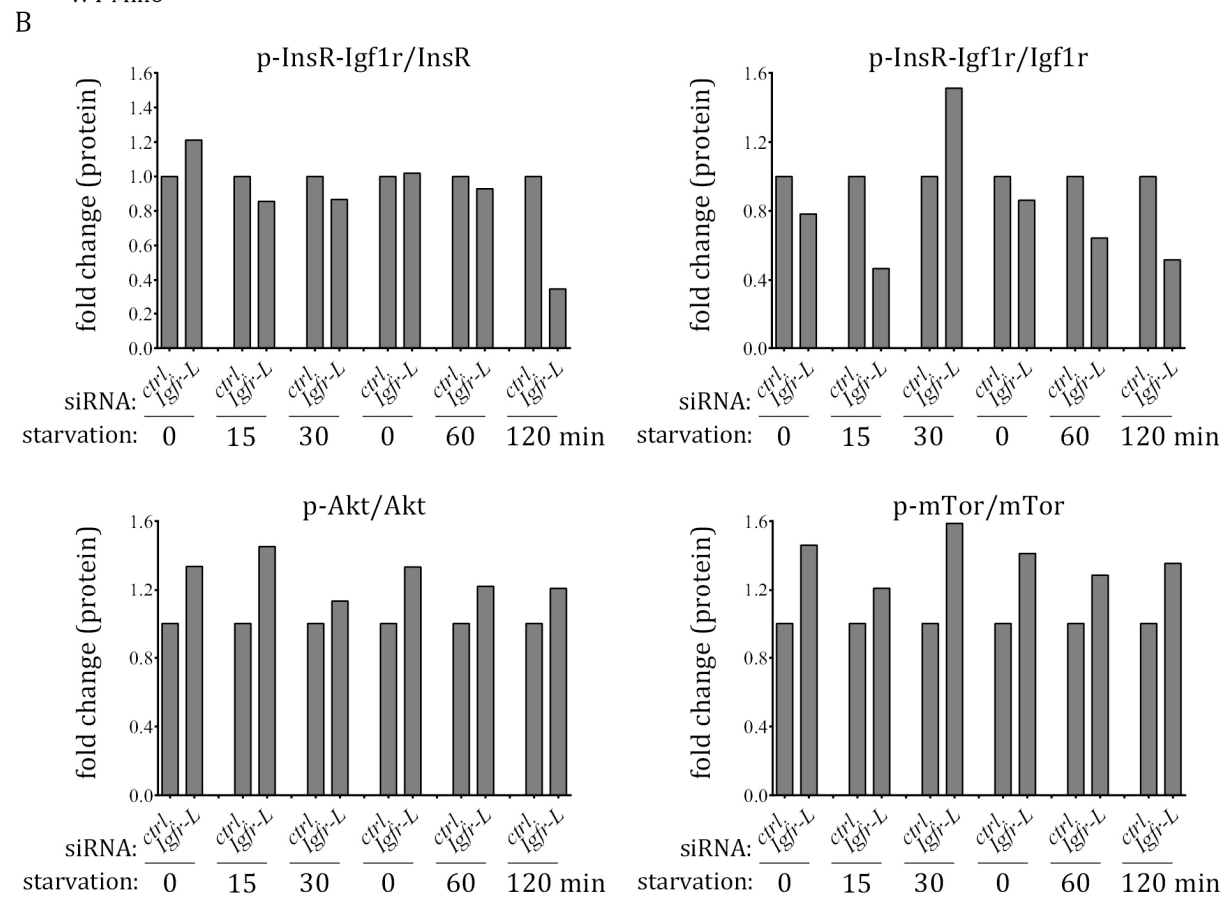 B
p-InsR-Igf1r/InsR
fold change (protein)
1.6
1.4
1.2
1.0
0.8
0.6
0.4
0.2
0.0
siRNA: ctrl. Igfr-L ctrl. Igfr-L ctrl. Igfr-L ctrl. Igfr-L ctrl. Igfr-L ctrl. Igfr-L
starvation: 0 15 30 0 60 120 min
p-InsR-Igf1r/Igf1r
fold change (protein)
1.6
1.2
0.8
0.4
0.0
siRNA: ctrl. Igfr-L ctrl. Igfr-L ctrl. Igfr-L ctrl. Igfr-L ctrl. Igfr-L ctrl. Igfr-L
starvation: 0 15 30 0 60 120 min
p-Akt/Akt
fold change (protein)
1.6
1.2
0.8
0.4
0.0
siRNA: ctrl. Igfr-L ctrl. Igfr-L ctrl. Igfr-L ctrl. Igfr-L ctrl. Igfr-L ctrl. Igfr-L
starvation: 0 15 30 0 60 120 min
p-mTor/mTor
fold change (protein)
1.6
1.2
0.8
0.4
0.0
siRNA: ctrl. Igfr-L ctrl. Igfr-L ctrl. Igfr-L ctrl. Igfr-L ctrl. Igfr-L ctrl. Igfr-L
starvation: 0 15 30 0 60 120 min